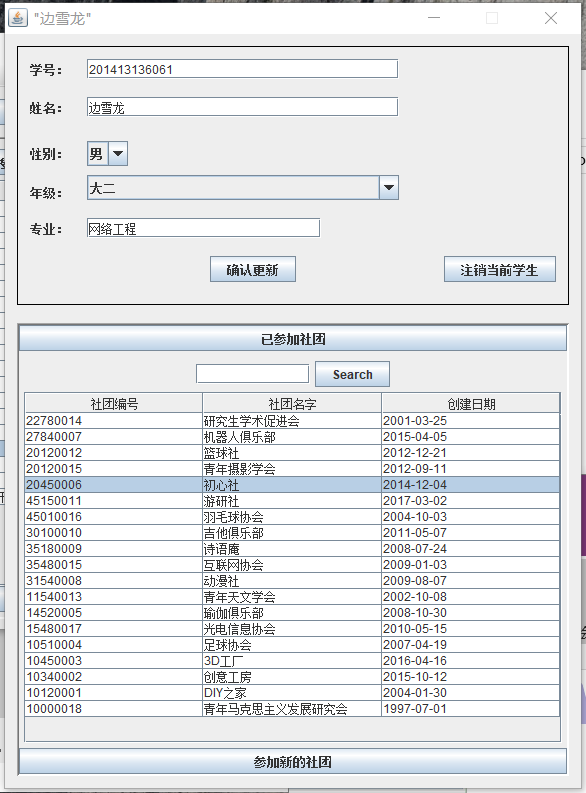 "边雪龙"
学号： 201413136061
姓名： 边雪龙
性别： 男
年级： 大二
专业： 网络工程
确认更新 注销当前学生
已参加社团
Search
社团编号 社团名字 创建日期
22780014 研究生学术促进会 2001-03-25
27840007 机器人俱乐部 2015-04-05
20120012 篮球社 2012-12-21
20120015 青年摄影学会 2012-09-11
20450006 初心社 2014-12-04
45150011 游研社 2017-03-02
45010016 羽毛球协会 2004-10-03
30100010 吉他俱乐部 2011-05-07
35180009 诗语庵 2008-07-24
35480015 互联网协会 2009-01-03
31540008 动漫社 2009-08-07
11540013 青年天文学会 2002-10-08
14520005 瑜伽俱乐部 2008-10-30
15480017 光电信息协会 2010-05-15
10510004 足球协会 2007-04-19
10450003 3D工厂 2016-04-16
10340002 创意工房 2015-10-12
10120001 DIY之家 2004-01-30
10000018 青年马克思主义发展研究会 1997-07-01
参加新的社团